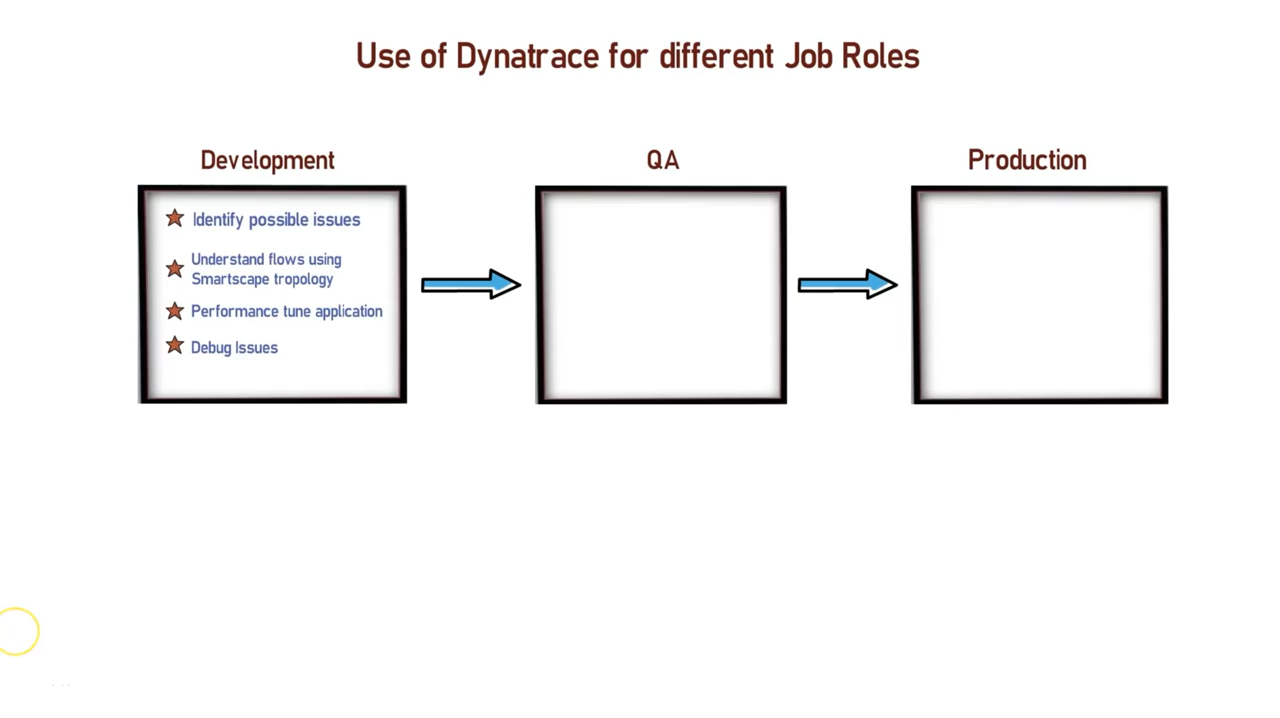 Use of Dynatrace for different Job Roles
Development
Identify possible issues
Understand flows using
Smartscape tropology
Performance tune application
Debug Issues
QA
Production